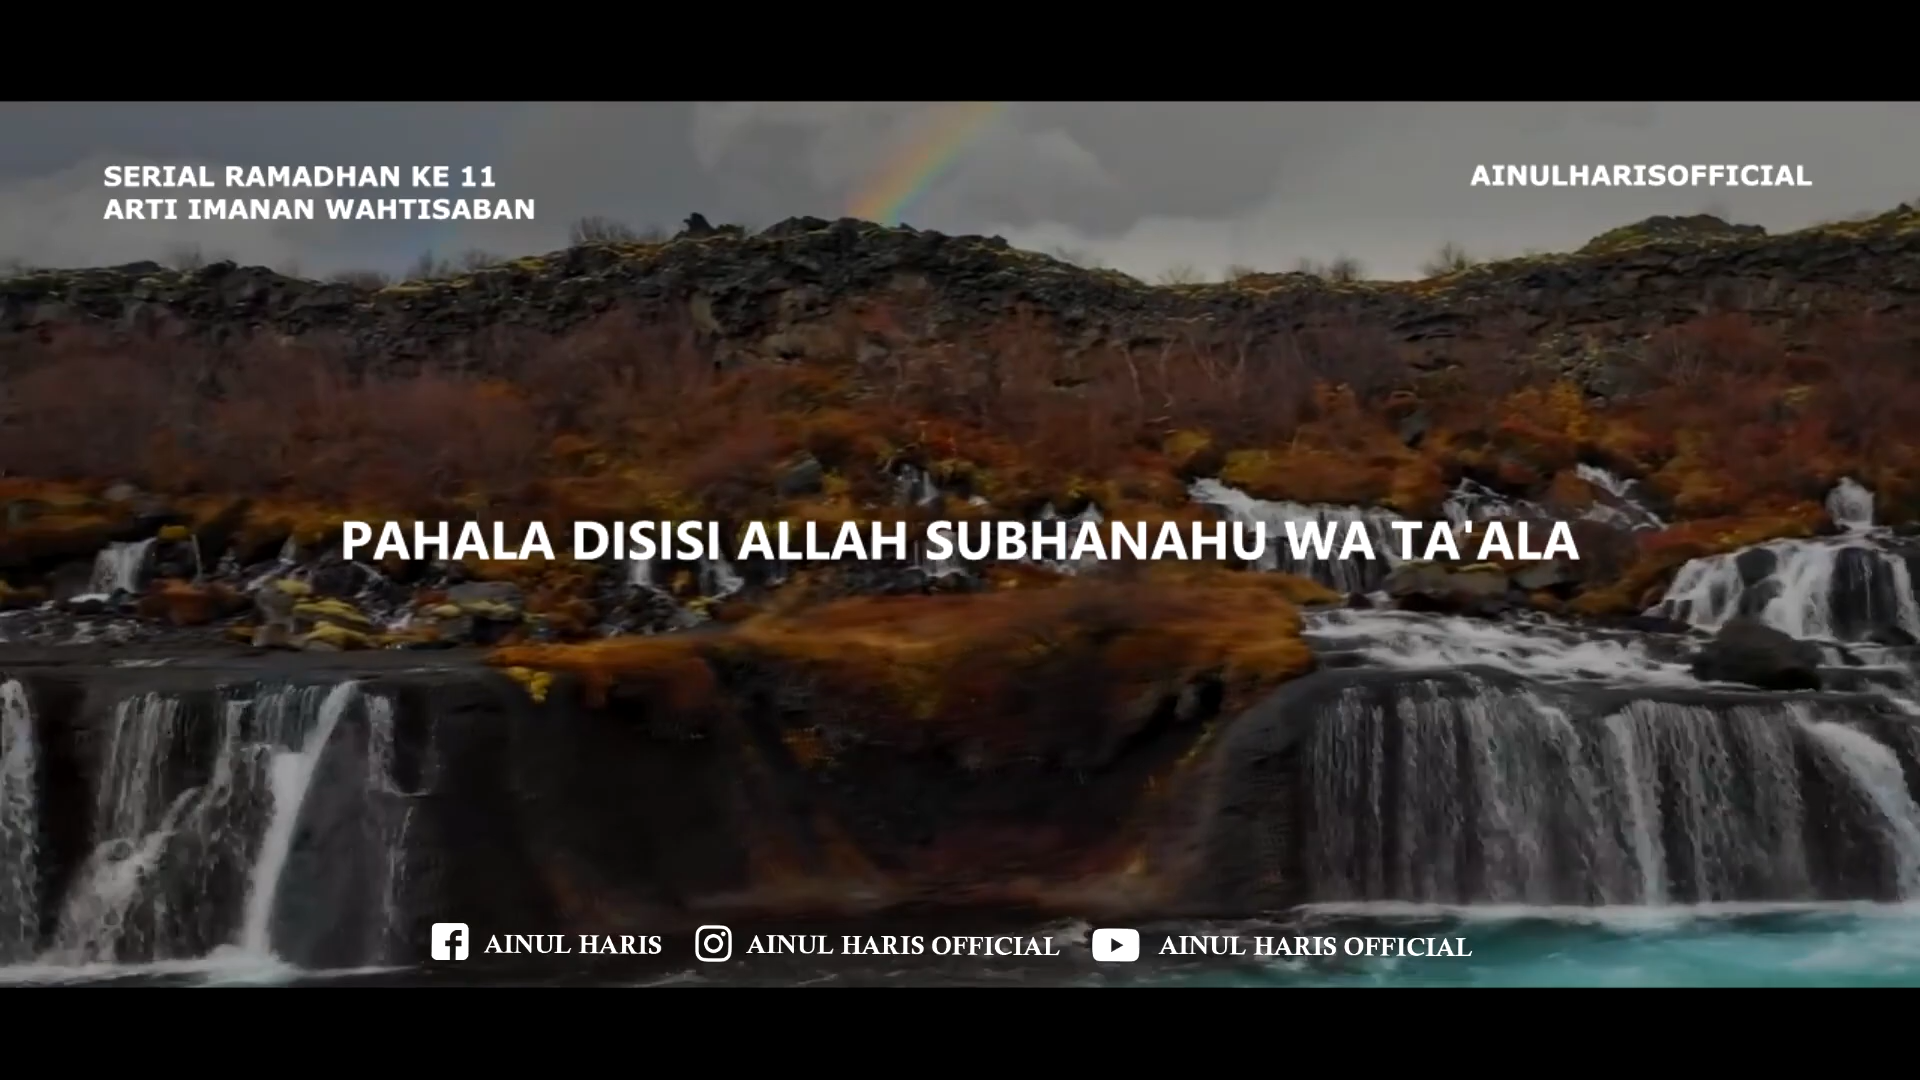 SERIAL RAMADHAN KE 11
ARTI IMANAN WAHTISABAN
AINULHARISOFFICIAL
PAHALA DISISI ALLAH SUBHANAHU WA TA'ALA
AINUL HARIS
AINUL HARIS OFFICIAL
AINUL HARIS OFFICIAL